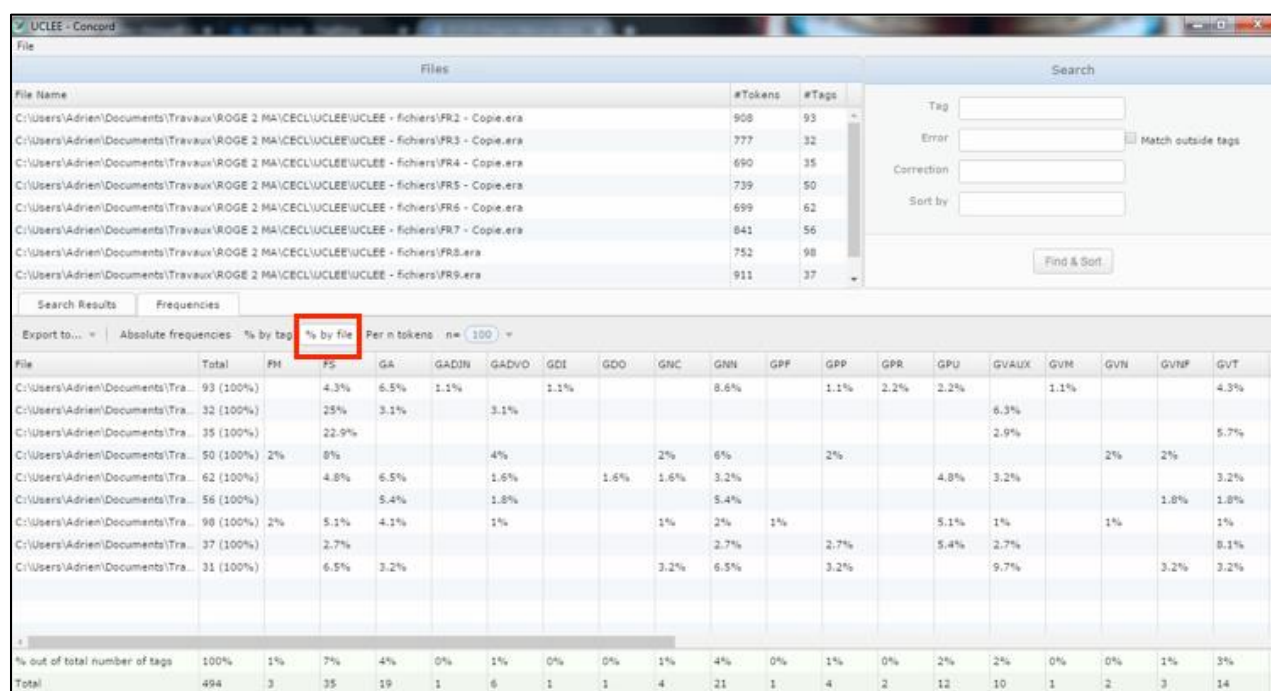 UCLEE - Concord
File
Files
Search
File Name #Tokens #Tags
C:\Users\Adrien\Documents\Travaux\ROGE 2 MA\CECL\UCLEE\UCLEE - fichiers\FR2 - Copie.era 908 93
C:\Users\Adrien\Documents\Travaux\ROGE 2 MA\CECL\UCLEE\UCLEE - fichiers\FR3 - Copie.era 777 32
C:\Users\Adrien\Documents\Travaux\ROGE 2 MA\CECL\UCLEE\UCLEE - fichiers\FR4 - Copie.era 690 35
C:\Users\Adrien\Documents\Travaux\ROGE 2 MA\CECL\UCLEE\UCLEE - fichiers\FR5 - Copie.era 739 50
C:\Users\Adrien\Documents\Travaux\ROGE 2 MA\CECL\UCLEE\UCLEE - fichiers\FR6 - Copie.era 699 62
C:\Users\Adrien\Documents\Travaux\ROGE 2 MA\CECL\UCLEE\UCLEE - fichiers\FR7 - Copie.era 841 56
C:\Users\Adrien\Documents\Travaux\ROGE 2 MA\CECL\UCLEE\UCLEE - fichiers\FR8.era 752 98
C:\Users\Adrien\Documents\Travaux\ROGE 2 MA\CECL\UCLEE\UCLEE - fichiers\FR9.era 911 37
Tag
Error Match outside tags
Correction
Sort by
Find & Sort
Search Results Frequencies
Export to... Absolute frequencies % by tag % by file Per n tokens n= 100
File Total FM FS GA GADJN GADVO GDI GDO GNC GNN GPF GPP GPR GPU GVAUX GVM GVN GVNF GVT
C:\Users\Adrien\Documents\Tra... 93 (100%) 4.3% 6.5% 1.1% 1.1% 8.6% 1.1% 2.2% 2.2% 1.1% 4.3%
C:\Users\Adrien\Documents\Tra... 32 (100%) 25% 3.1% 3.1% 6.3%
C:\Users\Adrien\Documents\Tra... 35 (100%) 22.9% 2.9% 5.7%
C:\Users\Adrien\Documents\Tra... 50 (100%) 2% 8% 4% 2% 6% 2% 2% 2%
C:\Users\Adrien\Documents\Tra... 62 (100%) 4.8% 6.5% 1.6% 1.6% 1.6% 3.2% 4.8% 3.2% 3.2%
C:\Users\Adrien\Documents\Tra... 56 (100%) 5.4% 1.8% 5.4% 1.8% 1.8%
C:\Users\Adrien\Documents\Tra... 98 (100%) 2% 5.1% 4.1% 1% 1% 2% 1% 5.1% 1% 1% 1%
C:\Users\Adrien\Documents\Tra... 37 (100%) 2.7% 2.7% 2.7% 5.4% 2.7% 8.1%
C:\Users\Adrien\Documents\Tra... 31 (100%) 6.5% 3.2% 3.2% 6.5% 3.2% 9.7% 3.2% 3.2%
% out of total number of tags 100% 1% 7% 4% 0% 1% 0% 0% 1% 4% 0% 1% 0% 2% 2% 0% 0% 1% 3%
Total 494 3 35 19 1 6 1 1 4 21 1 4 2 12 10 1 2 3 14